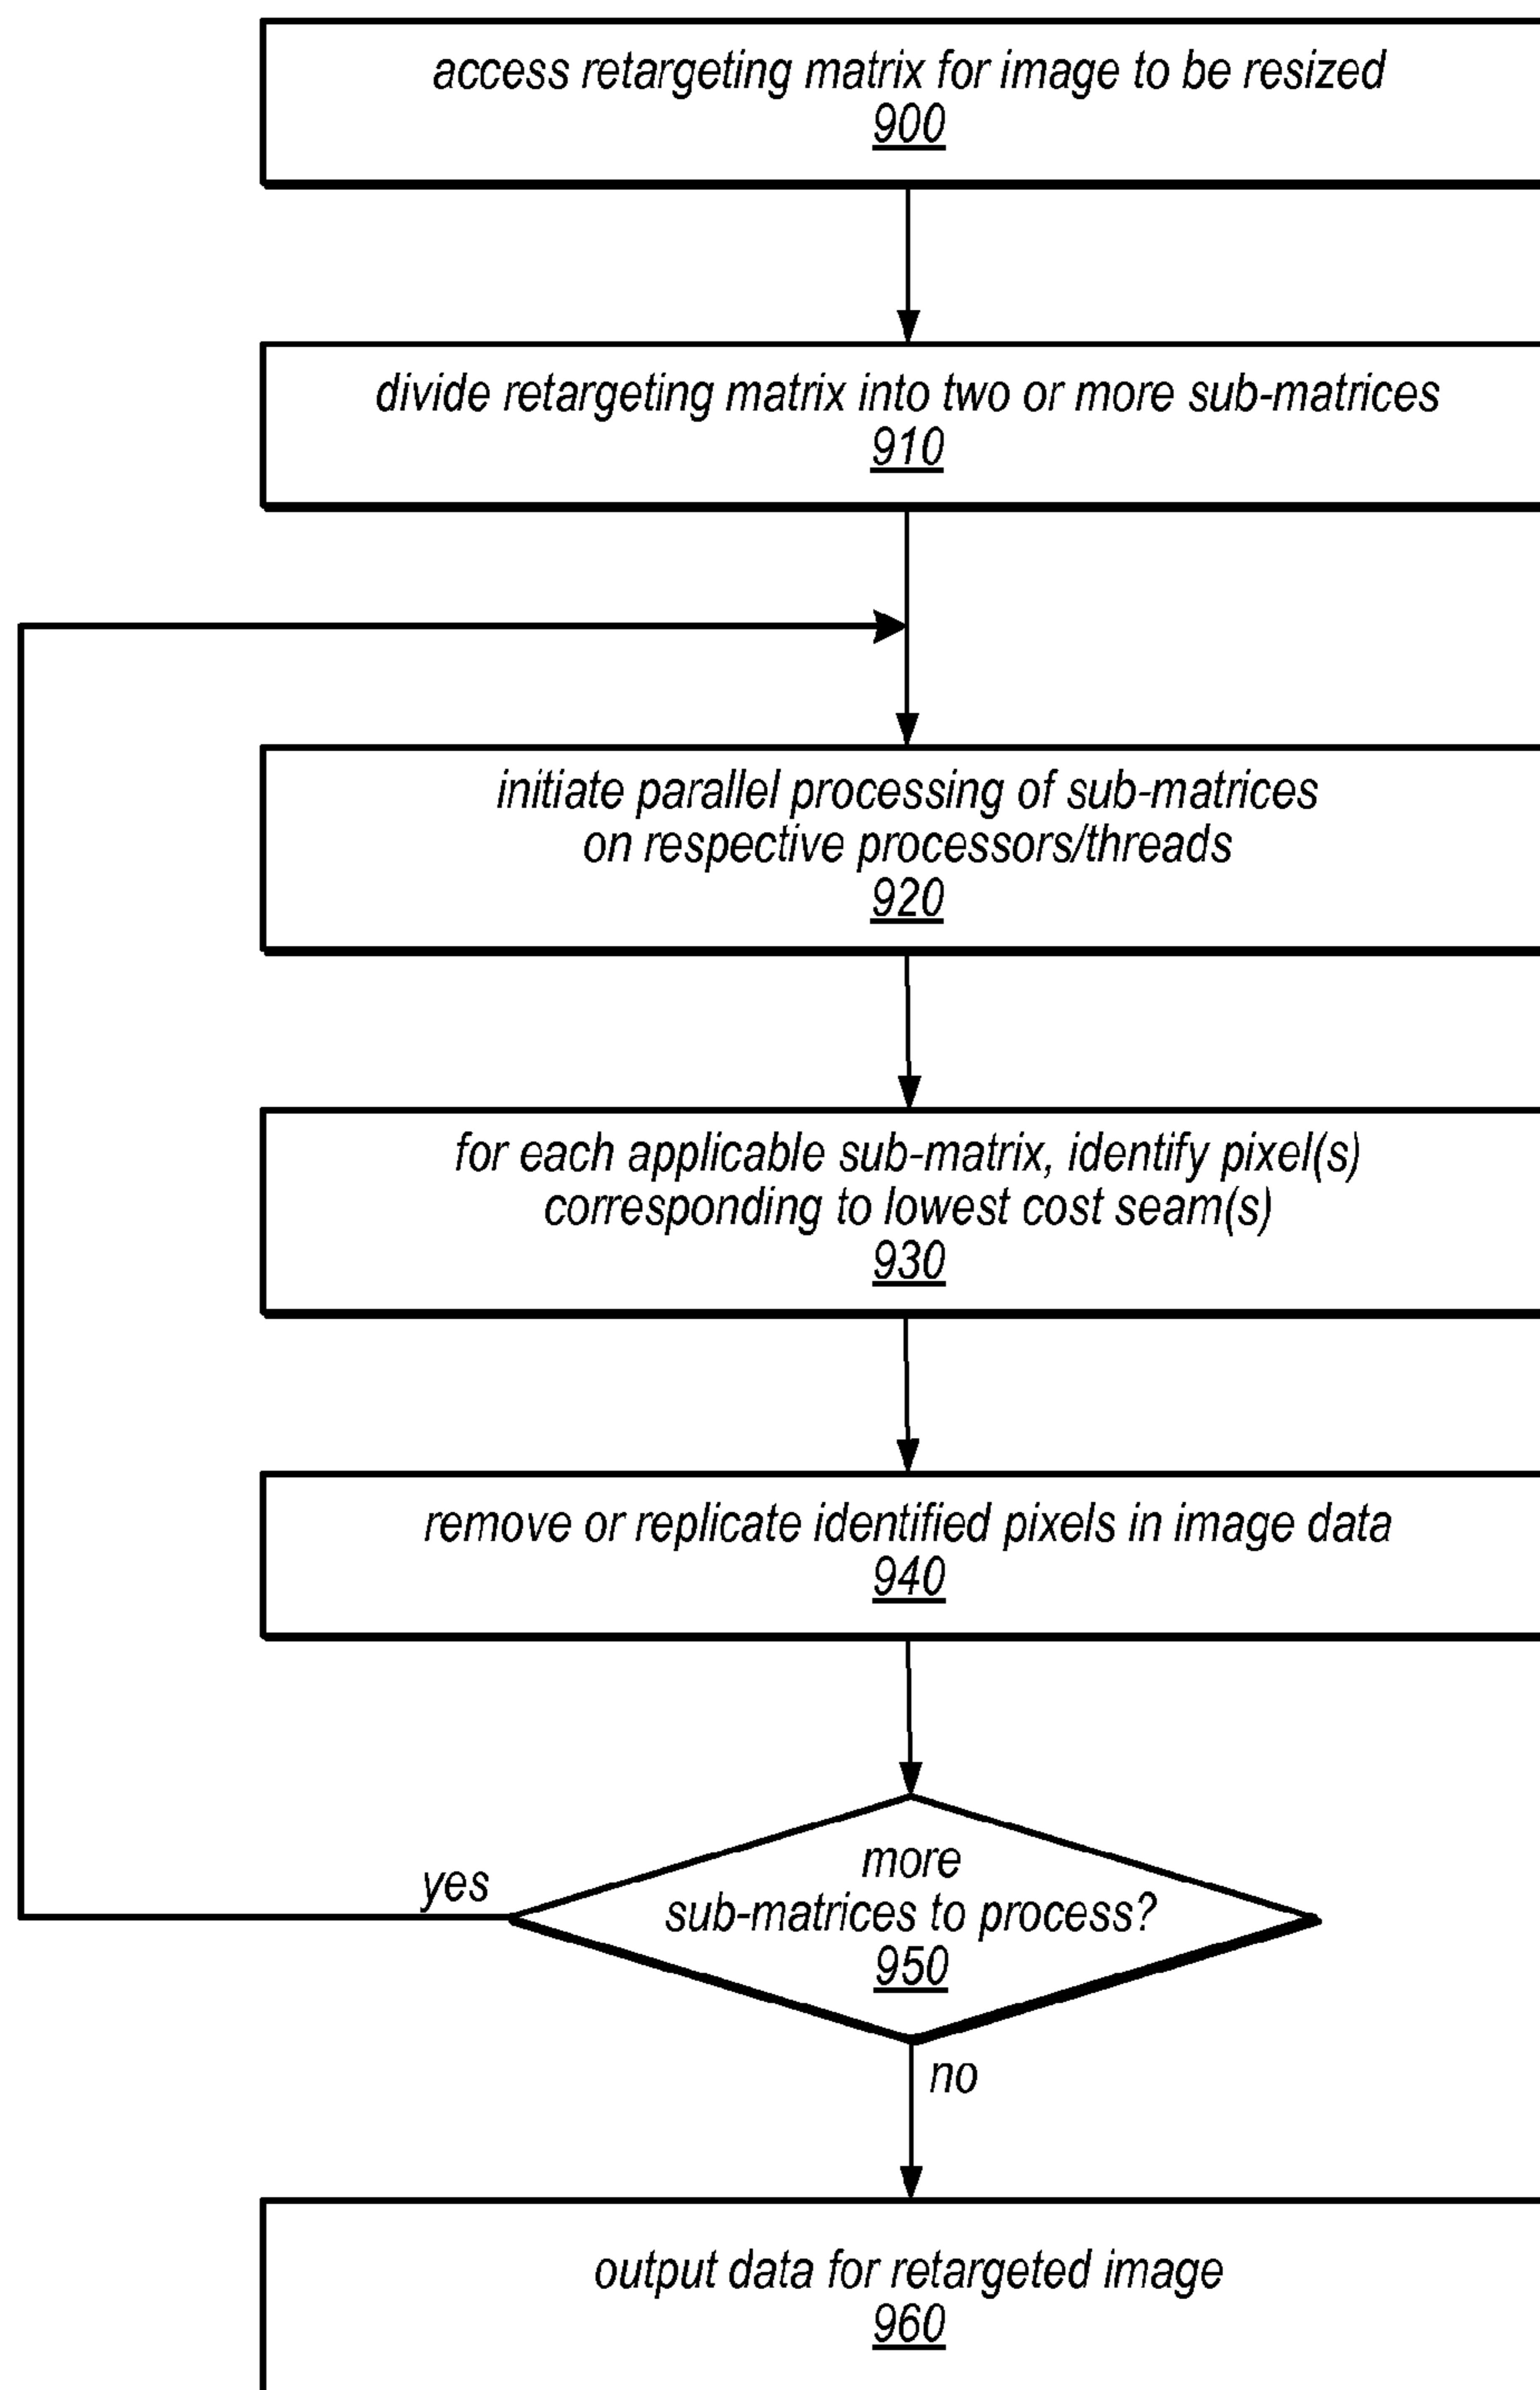 access retargeting matrix for image to be resized
900
divide retargeting matrix into two or more sub-matrices
910
initiate parallel processing of sub-matrices
on respective processors/threads
920
for each applicable sub-matrix, identify pixel(s)
corresponding to lowest cost seam(s)
930
remove or replicate identified pixels in image data
940
more
sub-matrices to process?
950
yes
no
output data for retargeted image
960